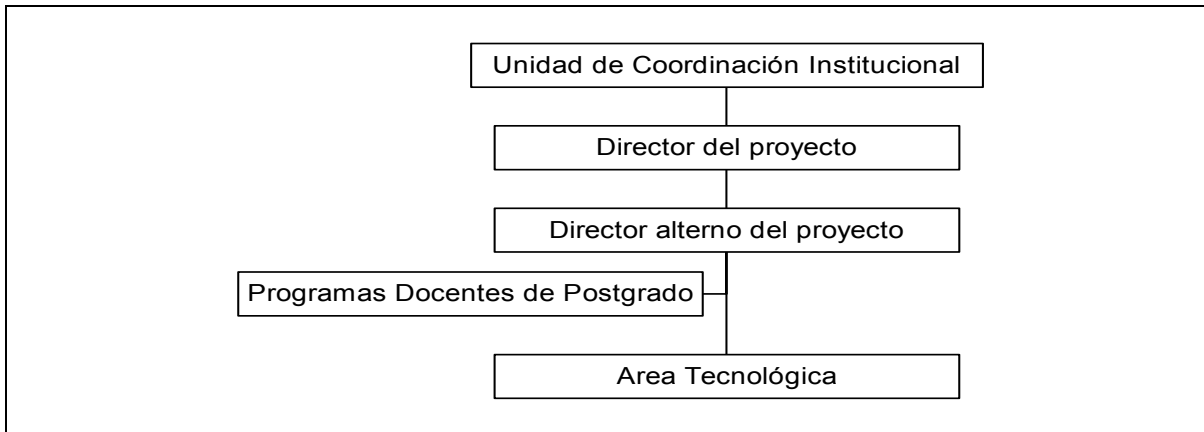 Unidad de Coordinación Institucional
Director del proyecto
Director alterno del proyecto
Programas Docentes de Postgrado
Area Tecnológica